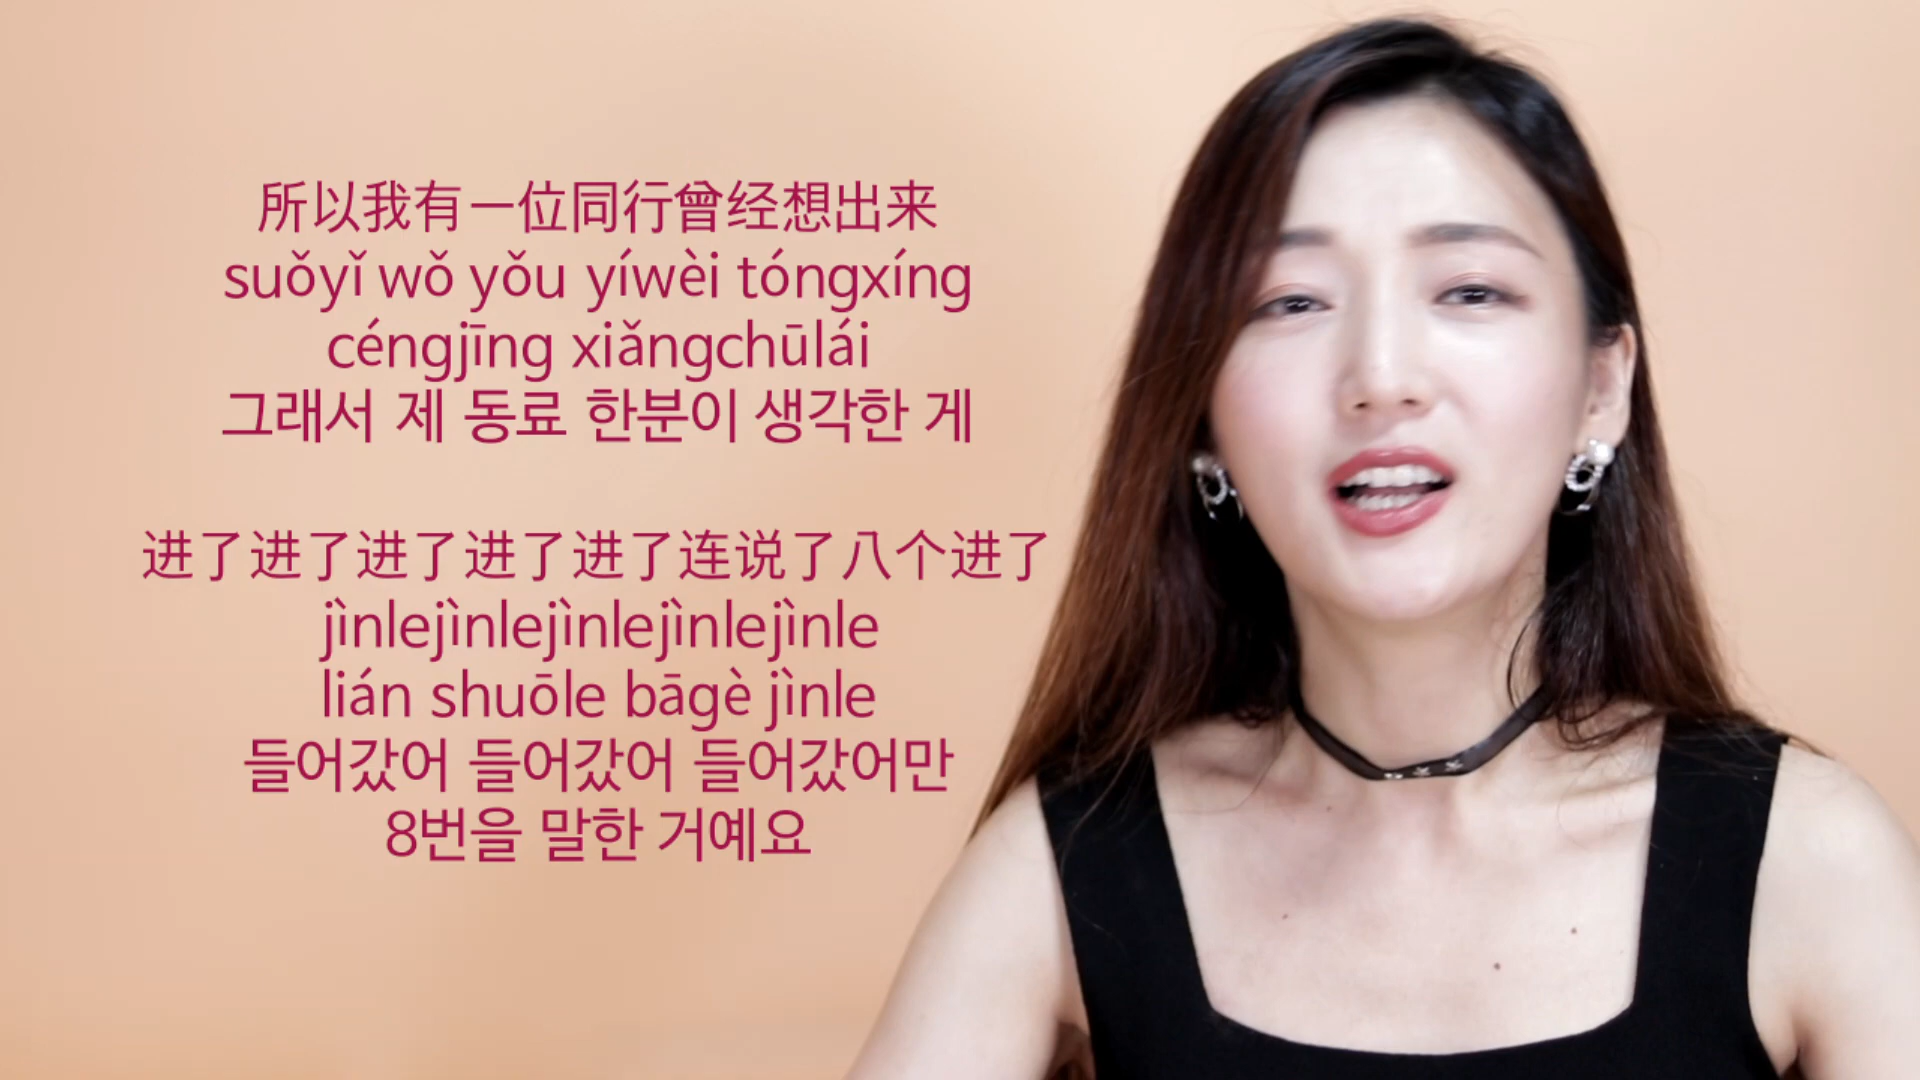 所以我有一位同行曾经想出来
suǒyǐ wǒ yǒu yíwèi tóngxíng
céngjīng xiǎngchūlái
그래서 제 동료 한분이 생각한 게
进了进了进了进了进了连说了八个进了
jìnlejìnlejìnlejìnlejìnle
lián shuōle bāgè jìnle
들어갔어 들어갔어 들어갔어만
8번을 말한 거예요